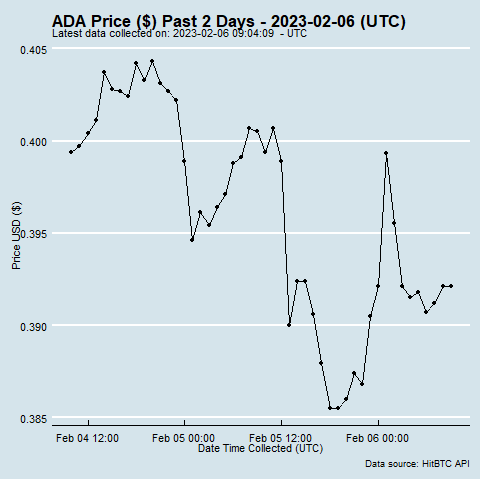 ADA Price ($) Past 2 Days - 2023-02-06 (UTC)
Latest data collected on: 2023-02-06 09:04:09 - UTC
0.405
0.400
0.395
0.390
0.385
Price USD ($)
Feb 04 12:00 Feb 05 00:00 Feb 05 12:00 Feb 06 00:00
Date Time Collected (UTC)
Data source: HitBTC API